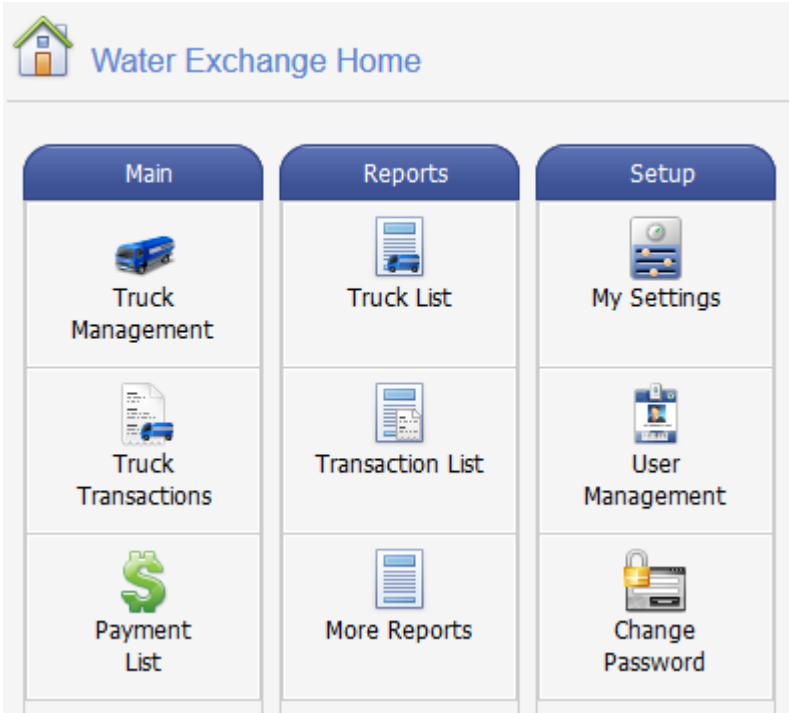 Water Exchange Home
Main
Truck
Management
Truck
Transactions
Payment
List
Reports
Truck List
Transaction List
More Reports
Setup
My Settings
User
Management
Change
Password